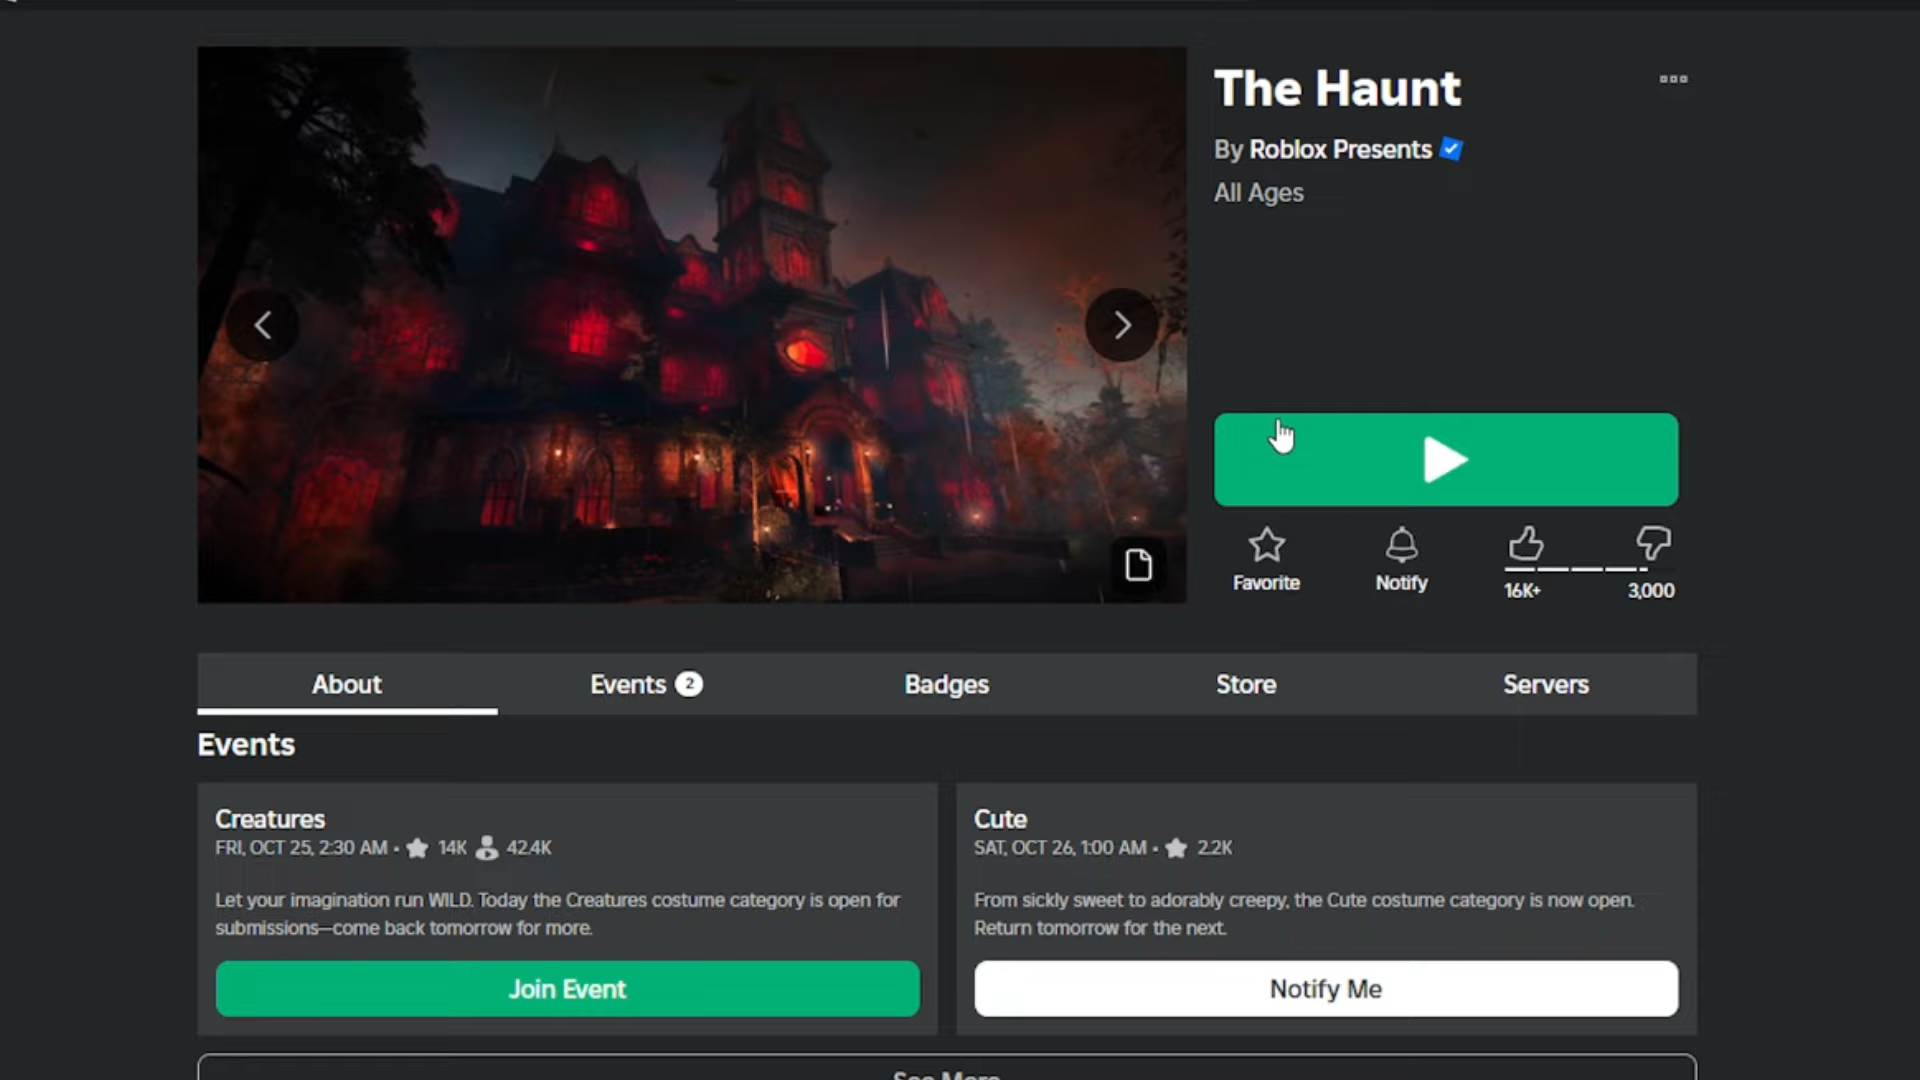 The Haunt
By Roblox Presents
All Ages
Favorite
Notify
16K+
3,000
About
Events 2
Badges
Store
Servers
Events
Creatures
FRI, OCT 25, 2:30 AM • 14K 42.4K
Let your imagination run WILD. Today the Creatures costume category is open for
submissions—come back tomorrow for more.
Join Event
Cute
SAT, OCT 26, 1:00 AM • 2.2K
From sickly sweet to adorably creepy, the Cute costume category is now open.
Return tomorrow for the next.
Notify Me
See More